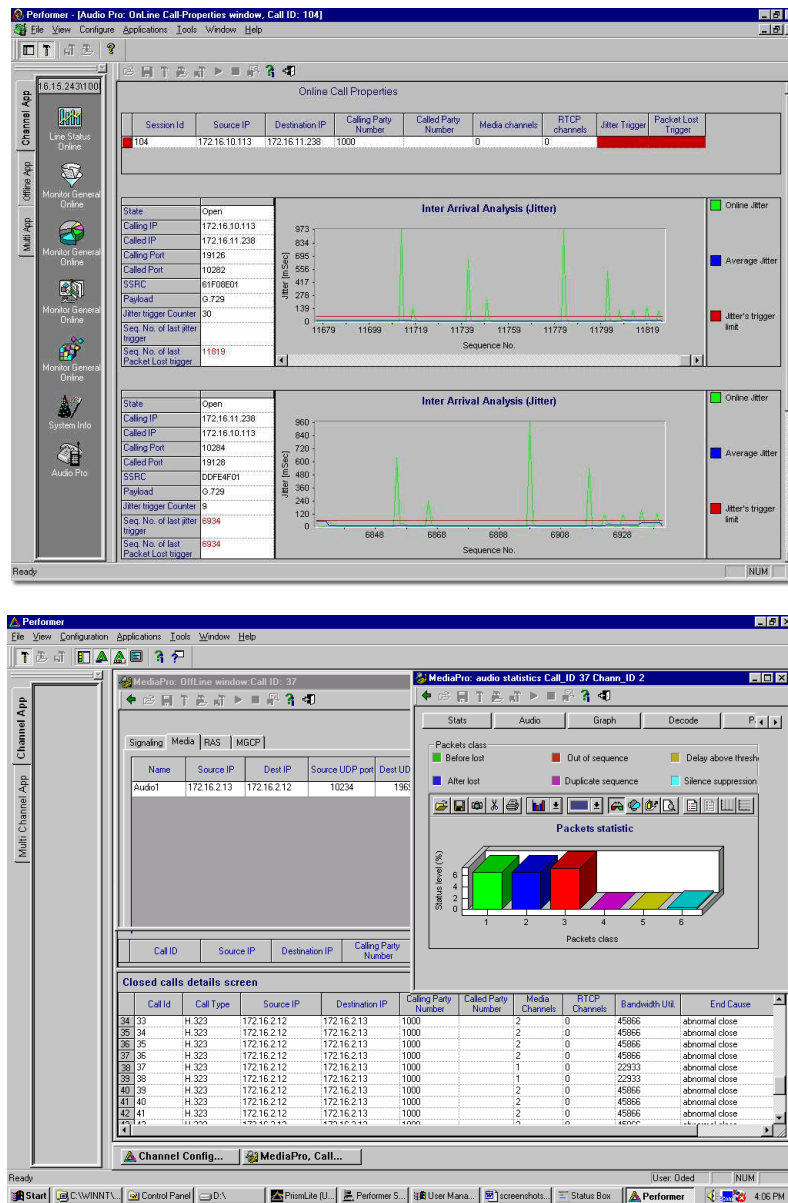 Performer - [Audio Pro: OnLine Call-Properties window, Call ID: 104]
File View Configure Applications Tools Window Help
16.15.243\100
Channel App
Offline App
Multi App
Line Status Online
Monitor General Online
Monitor General Online
Monitor General Online
Monitor General Online
System Info
Audio Pro
Online Call Properties
Session Id Source IP Destination IP Calling Party Number Called Party Number Media channels RTCP channels Jitter Trigger Packet Lost Trigger
104 172.16.10.113 172.16.11.238 1000 0 0
State Open
Calling IP 172.16.10.113
Called IP 172.16.11.238
Calling Port 19126
Called Port 10282
SSRC 61F08E01
Payload G.729
Jitter trigger Counter 30
Seq. No. of last jitter trigger
Seq. No. of last Packet Lost trigger 11819
Inter Arrival Analysis (Jitter)
Jitter [mSec]
973
834
695
556
417
278
139
0
11679 11699 11719 11739 11759 11779 11799 11819
Sequence No.
Online Jitter
Average Jitter
Jitter's trigger limit
State Open
Calling IP 172.16.11.238
Called IP 172.16.10.113
Calling Port 10284
Called Port 19128
SSRC DDFE4F01
Payload G.729
Jitter trigger Counter 9
Seq. No. of last jitter trigger 6934
Seq. No. of last Packet Lost trigger 6934
Inter Arrival Analysis (Jitter)
Jitter [mSec]
960
840
720
600
480
360
240
120
0
6848 6868 6888 6908 6928
Sequence No.
Online Jitter
Average Jitter
Jitter's trigger limit
Ready NUM
Performer
File View Configuration Applications Tools Window Help
Channel App
Multi Channel App
MediaPro: OffLine window:Call ID: 37
Signaling Media RAS MGCP
Name Source IP Dest IP Source UDP port Dest UD
Audio1 172.16.2.13 172.16.2.12 10234 1969
Call ID Source IP Destination IP Calling Party Number
MediaPro: audio statistics Call_ID 37 Chann_ID 2
Stats Audio Graph Decode P
Packets class
Before lost Out of sequence Delay above thresh
After lost Duplicate sequence Silence suppression
Packets statistic
Status level (%)
6
4
2
0
1 2 3 4 5 6
Packets class
Closed calls details screen
Call Id Call Type Source IP Destination IP Calling Party Number Called Party Number Media Channels RTCP Channels Bandwidth Util. End Cause
34 33 H.323 172.16.2.12 172.16.2.13 1000 2 0 45866 abnormal close
35 34 H.323 172.16.2.12 172.16.2.13 1000 2 0 45866 abnormal close
36 35 H.323 172.16.2.12 172.16.2.13 1000 2 0 45866 abnormal close
37 36 H.323 172.16.2.12 172.16.2.13 1000 2 0 45866 abnormal close
38 37 H.323 172.16.2.12 172.16.2.13 1000 1 0 22933 abnormal close
39 38 H.323 172.16.2.12 172.16.2.13 1000 1 0 22933 abnormal close
40 39 H.323 172.16.2.12 172.16.2.13 1000 2 0 45866 abnormal close
41 40 H.323 172.16.2.12 172.16.2.13 1000 2 0 45866 abnormal close
42 41 H.323 172.16.2.12 172.16.2.13 1000 2 0 45866 abnormal close
Channel Config... MediaPro, Call...
Ready User: Oded NUM
Start C:\WINNT\... Control Panel D:\ PrismLite (U... Performer S... User Mana... screenshots... Status Box Performer 4:06 PM